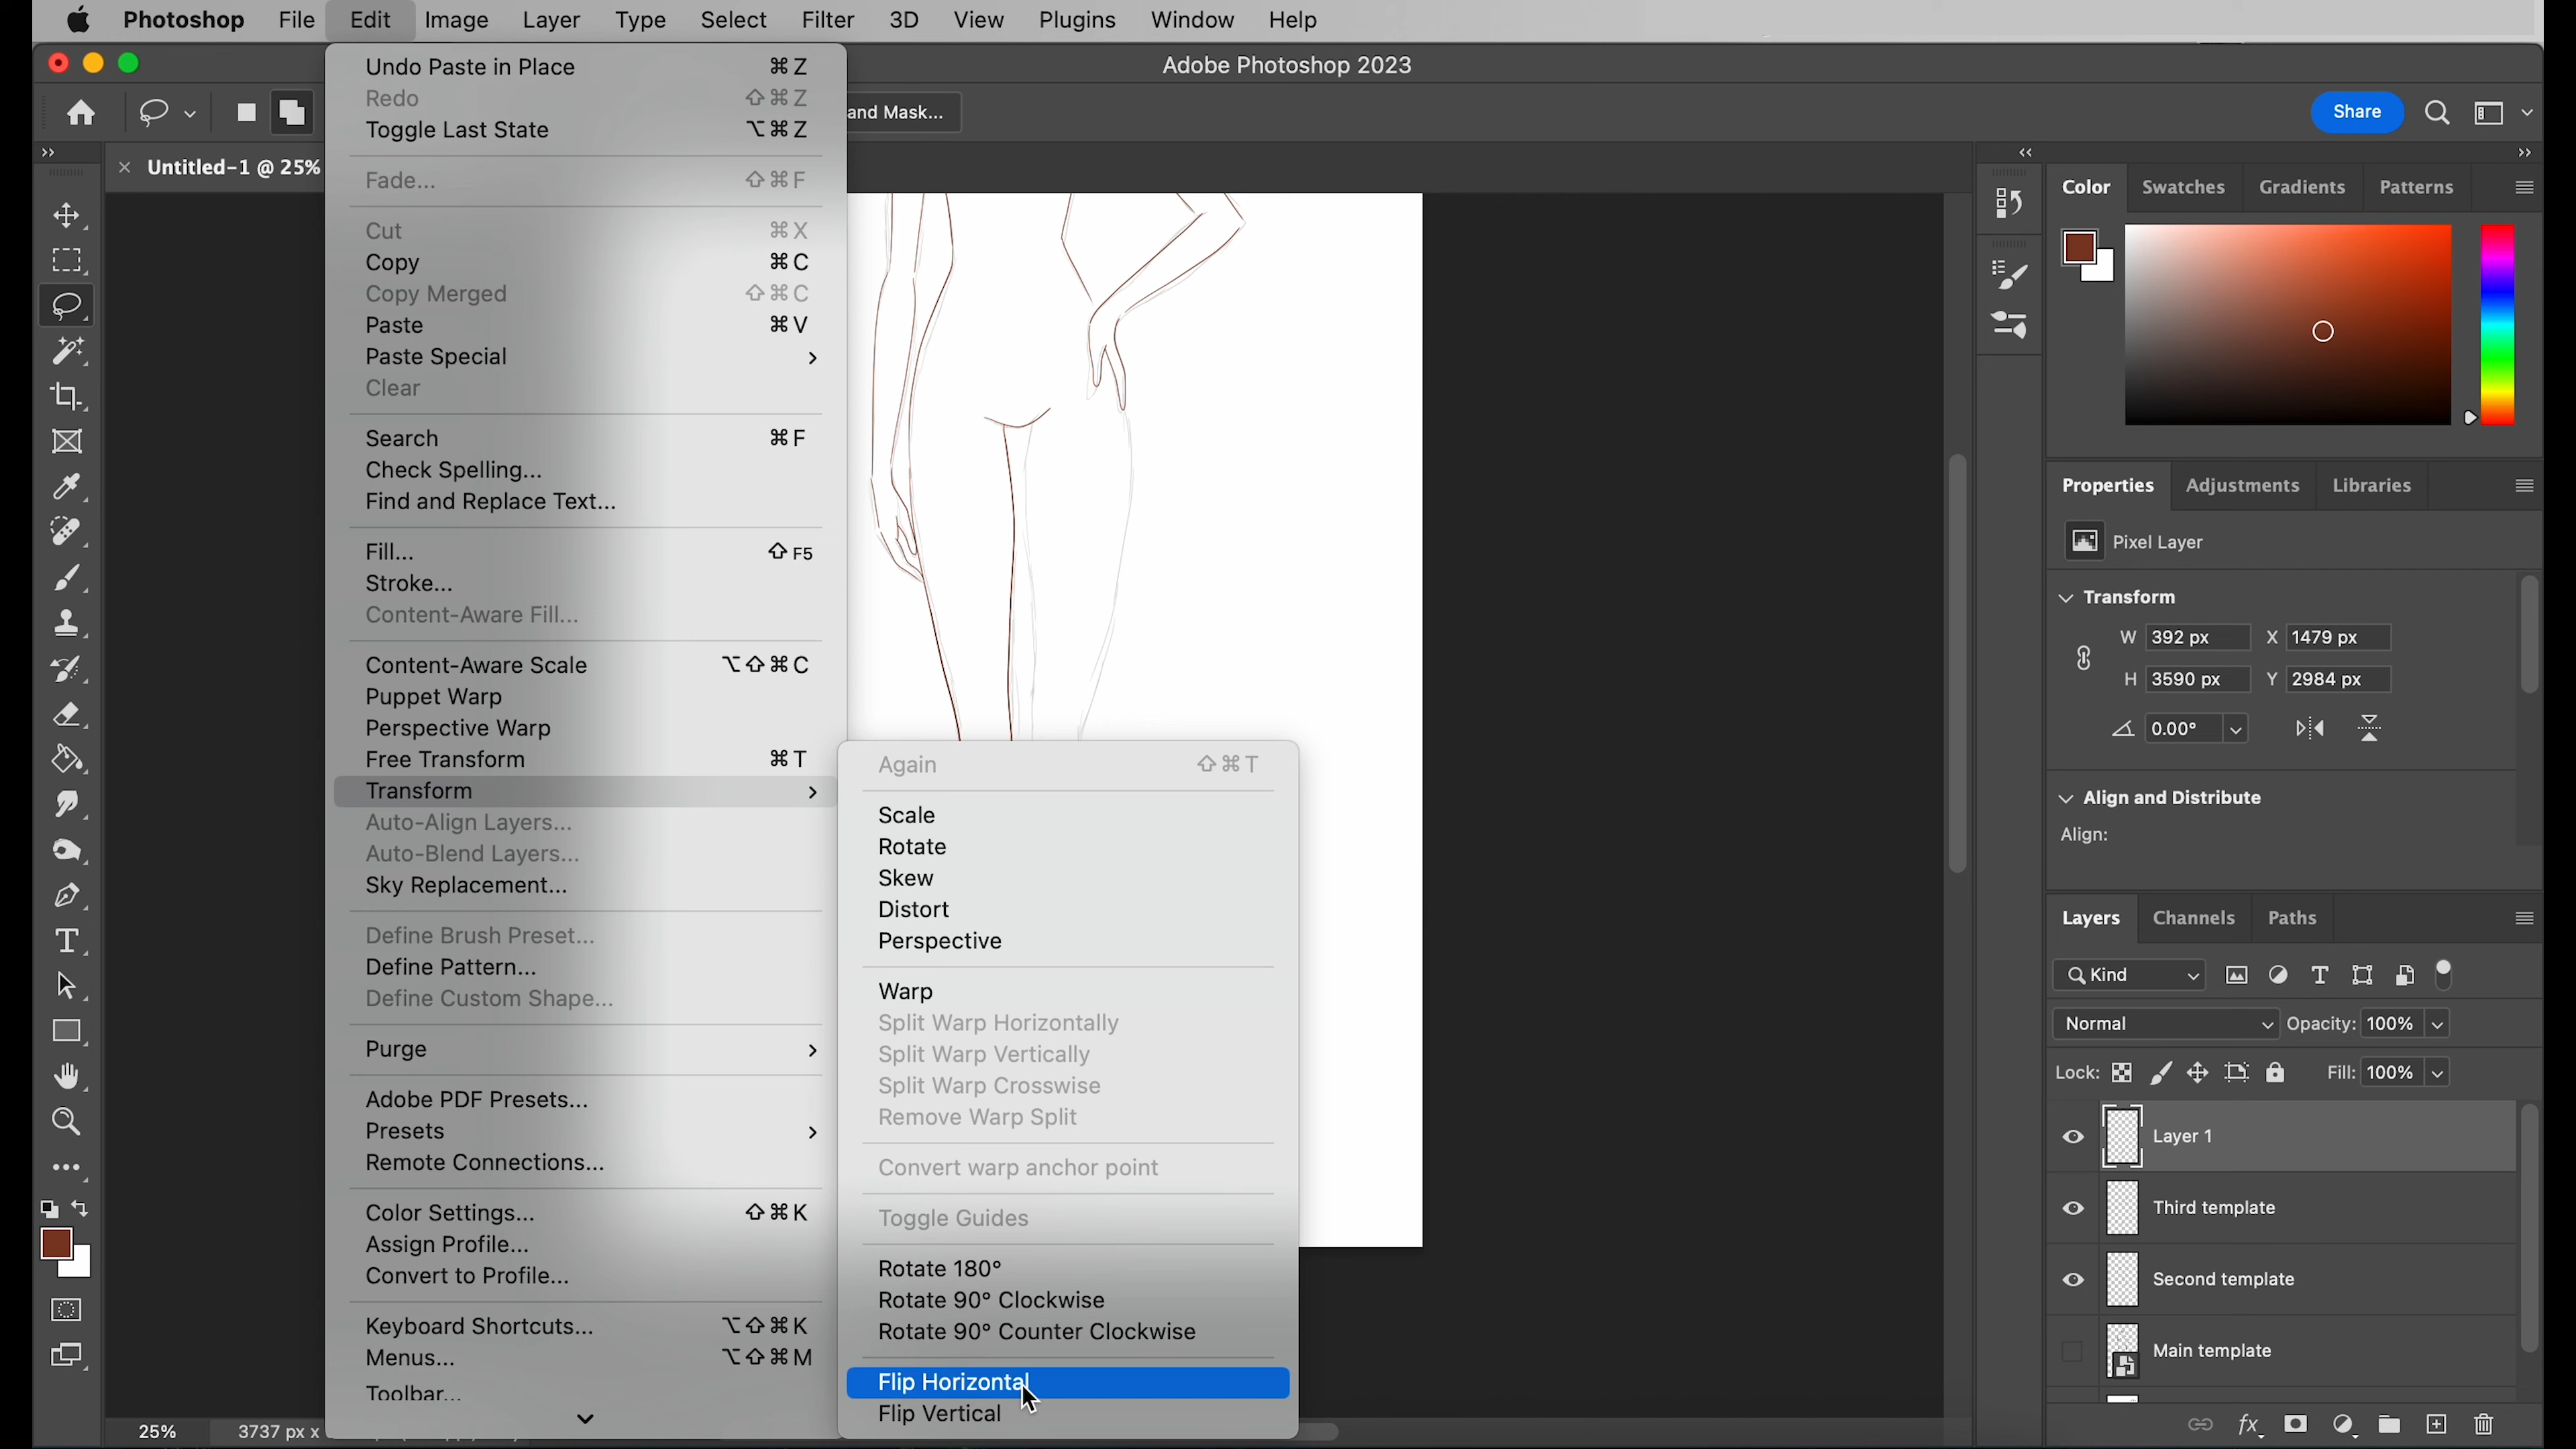 Photoshop File Edit Image Layer Type Select Filter 3D View Plugins Window Help
Adobe Photoshop 2023
and Mask...
Share
Untitled-1 @ 25%
Undo Paste in Place ⌘ Z
Redo ⇧ ⌘ Z
Toggle Last State ⌥ ⌘ Z
Fade... ⇧ ⌘ F
Cut ⌘ X
Copy ⌘ C
Copy Merged ⇧ ⌘ C
Paste ⌘ V
Paste Special
Clear
Search ⌘ F
Check Spelling...
Find and Replace Text...
Fill... ⇧ F5
Stroke...
Content-Aware Fill...
Content-Aware Scale ⌥ ⇧ ⌘ C
Puppet Warp
Perspective Warp
Free Transform ⌘ T
Transform
Auto-Align Layers...
Auto-Blend Layers...
Sky Replacement...
Define Brush Preset...
Define Pattern...
Define Custom Shape...
Purge
Adobe PDF Presets...
Presets
Remote Connections...
Color Settings... ⇧ ⌘ K
Assign Profile...
Convert to Profile...
Keyboard Shortcuts... ⌥ ⇧ ⌘ K
Menus... ⌥ ⇧ ⌘ M
Toolbar...
Again ⇧ ⌘ T
Scale
Rotate
Skew
Distort
Perspective
Warp
Split Warp Horizontally
Split Warp Vertically
Split Warp Crosswise
Remove Warp Split
Convert warp anchor point
Toggle Guides
Rotate 180°
Rotate 90° Clockwise
Rotate 90° Counter Clockwise
Flip Horizontal
Flip Vertical
25% 3737 px x
Color Swatches Gradients Patterns
Properties Adjustments Libraries
Pixel Layer
Transform
W 392 px X 1479 px
H 3590 px Y 2984 px
0.00°
Align and Distribute
Align:
Layers Channels Paths
Kind
Normal Opacity: 100%
Lock: Fill: 100%
Layer 1
Third template
Second template
Main template
fx